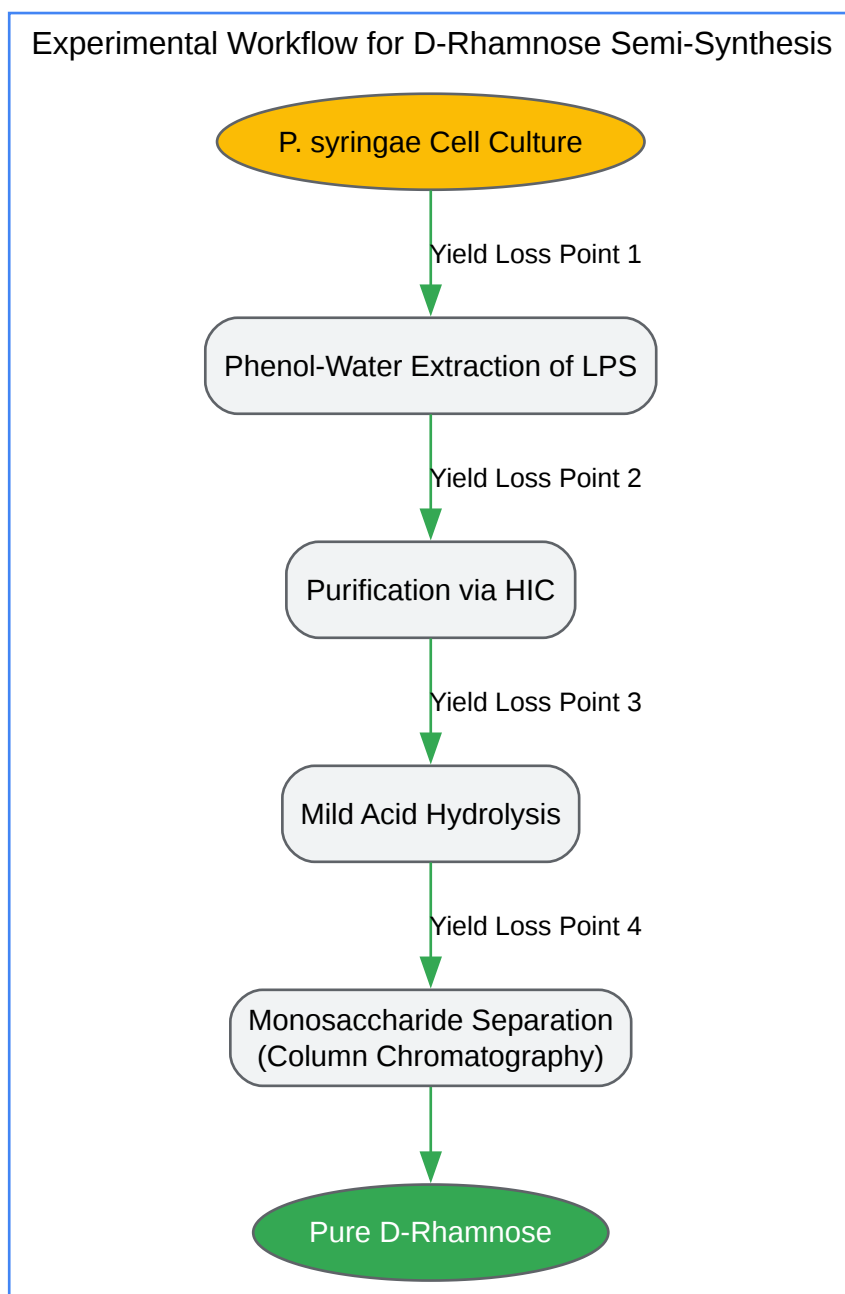 Experimental Workflow for D-Rhamnose Semi-Synthesis
P. syringae Cell Culture
Yield Loss Point 1
Phenol-Water Extraction of LPS
Yield Loss Point 2
Purification via HIC
Yield Loss Point 3
Mild Acid Hydrolysis
Yield Loss Point 4
Monosaccharide Separation
(Column Chromatography)
Pure D-Rhamnose